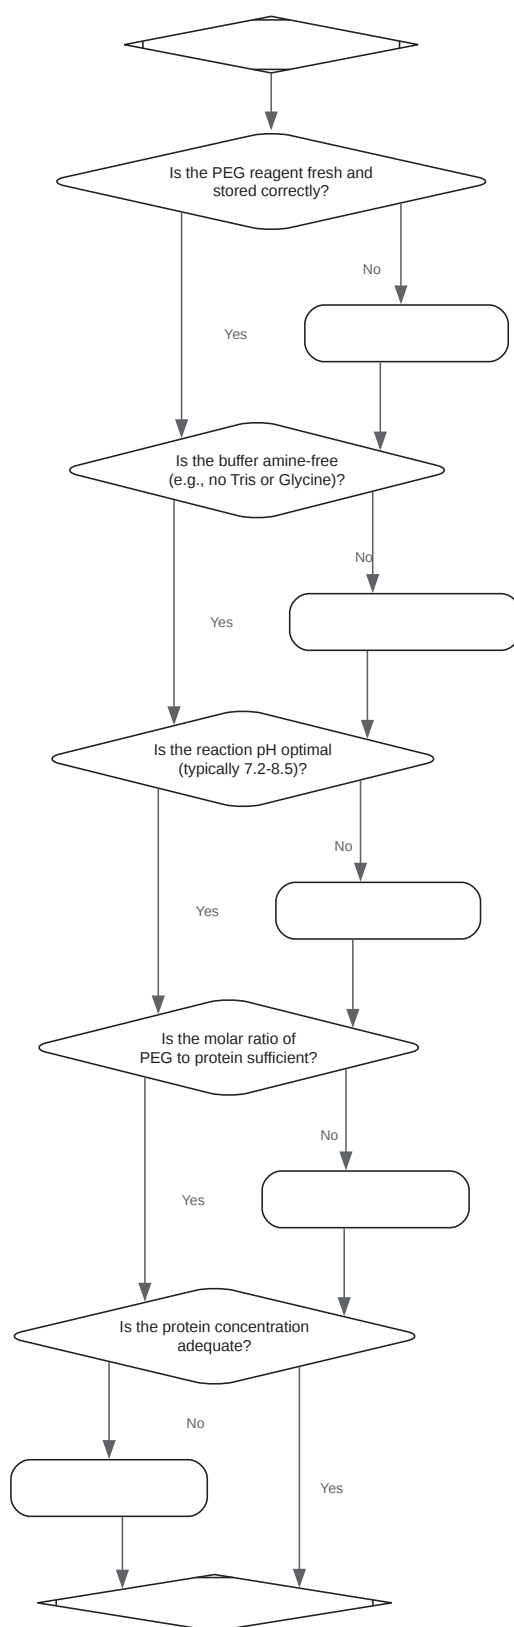 Is the PEG reagent fresh and
stored correctly?
No
Yes
Is the buffer amine-free
(e.g., no Tris or Glycine)?
No
Yes
Is the reaction pH optimal
(typically 7.2-8.5)?
No
Yes
Is the molar ratio of
PEG to protein sufficient?
No
Yes
Is the protein concentration
adequate?
No
Yes